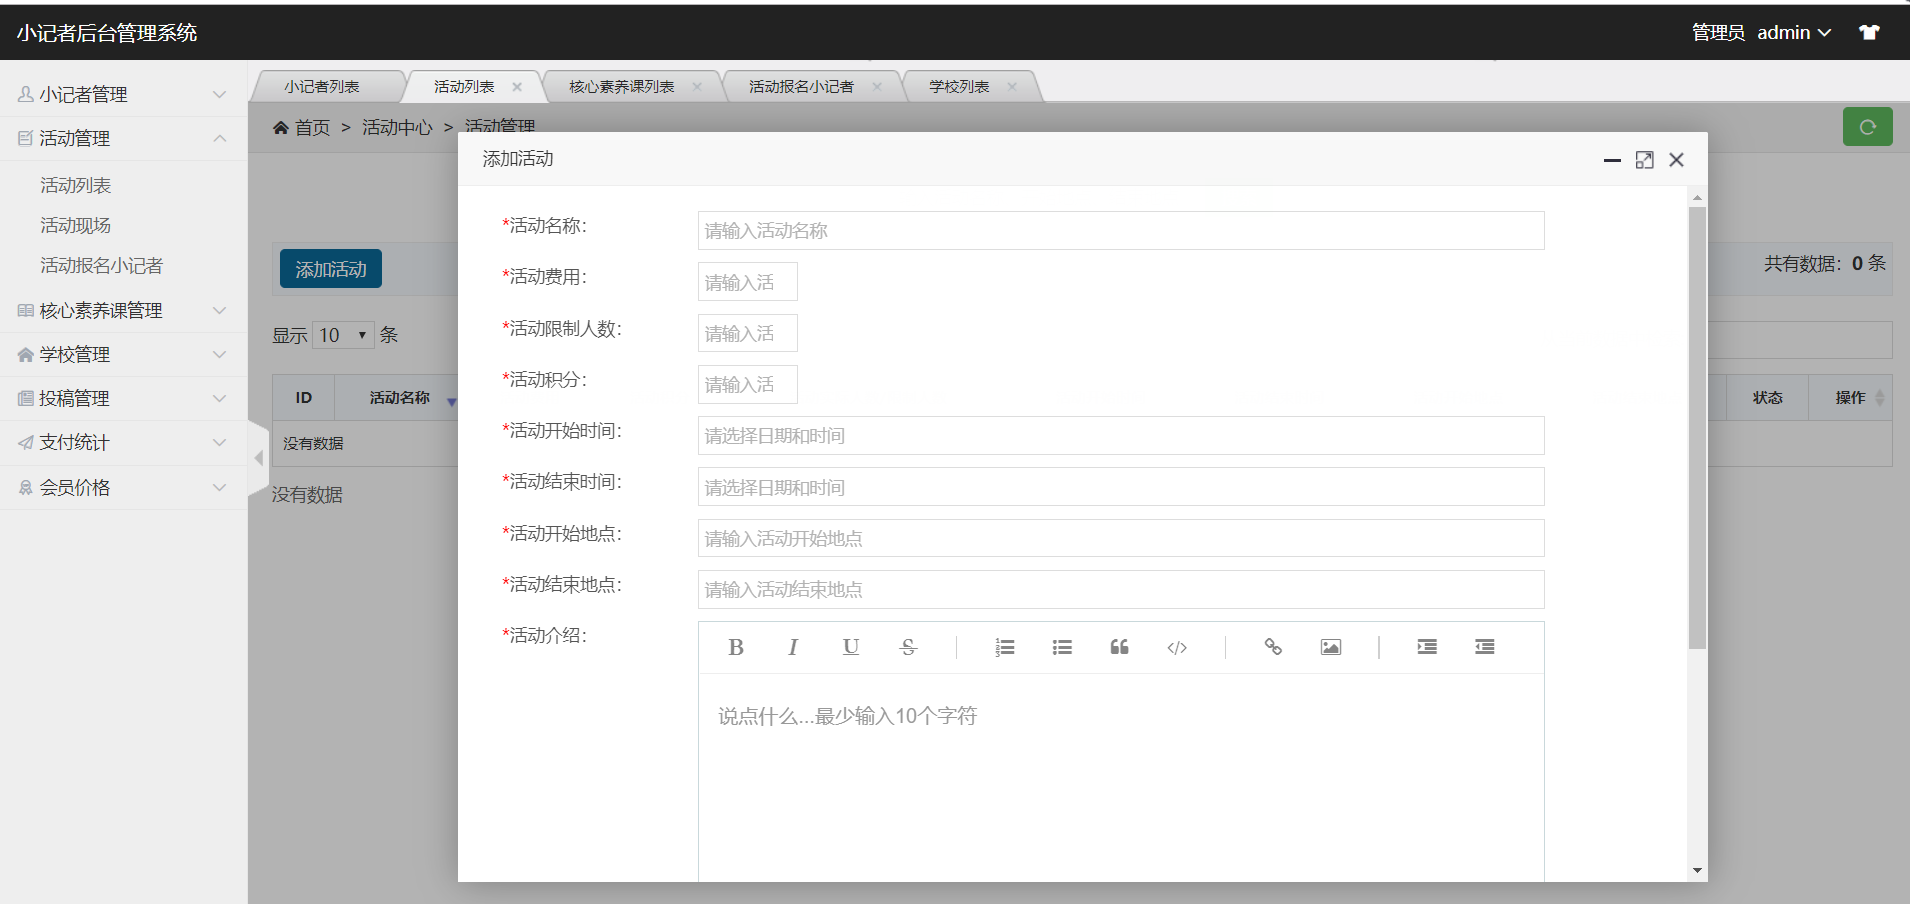 小记者后台管理系统
管理员 admin
小记者管理
活动管理
活动列表
活动现场
活动报名小记者
核心素养课管理
学校管理
投稿管理
支付统计
会员价格
小记者列表
活动列表
核心素养课列表
活动报名小记者
学校列表
首页 > 活动中心 > 活动管理
添加活动
共有数据：0 条
显示 10 条
ID
活动名称
状态
操作
没有数据
没有数据
添加活动
*活动名称：
请输入活动名称
*活动费用：
请输入活
*活动限制人数：
请输入活
*活动积分：
请输入活
*活动开始时间：
请选择日期和时间
*活动结束时间：
请选择日期和时间
*活动开始地点：
请输入活动开始地点
*活动结束地点：
请输入活动结束地点
*活动介绍：
B I U S
说点什么...最少输入10个字符